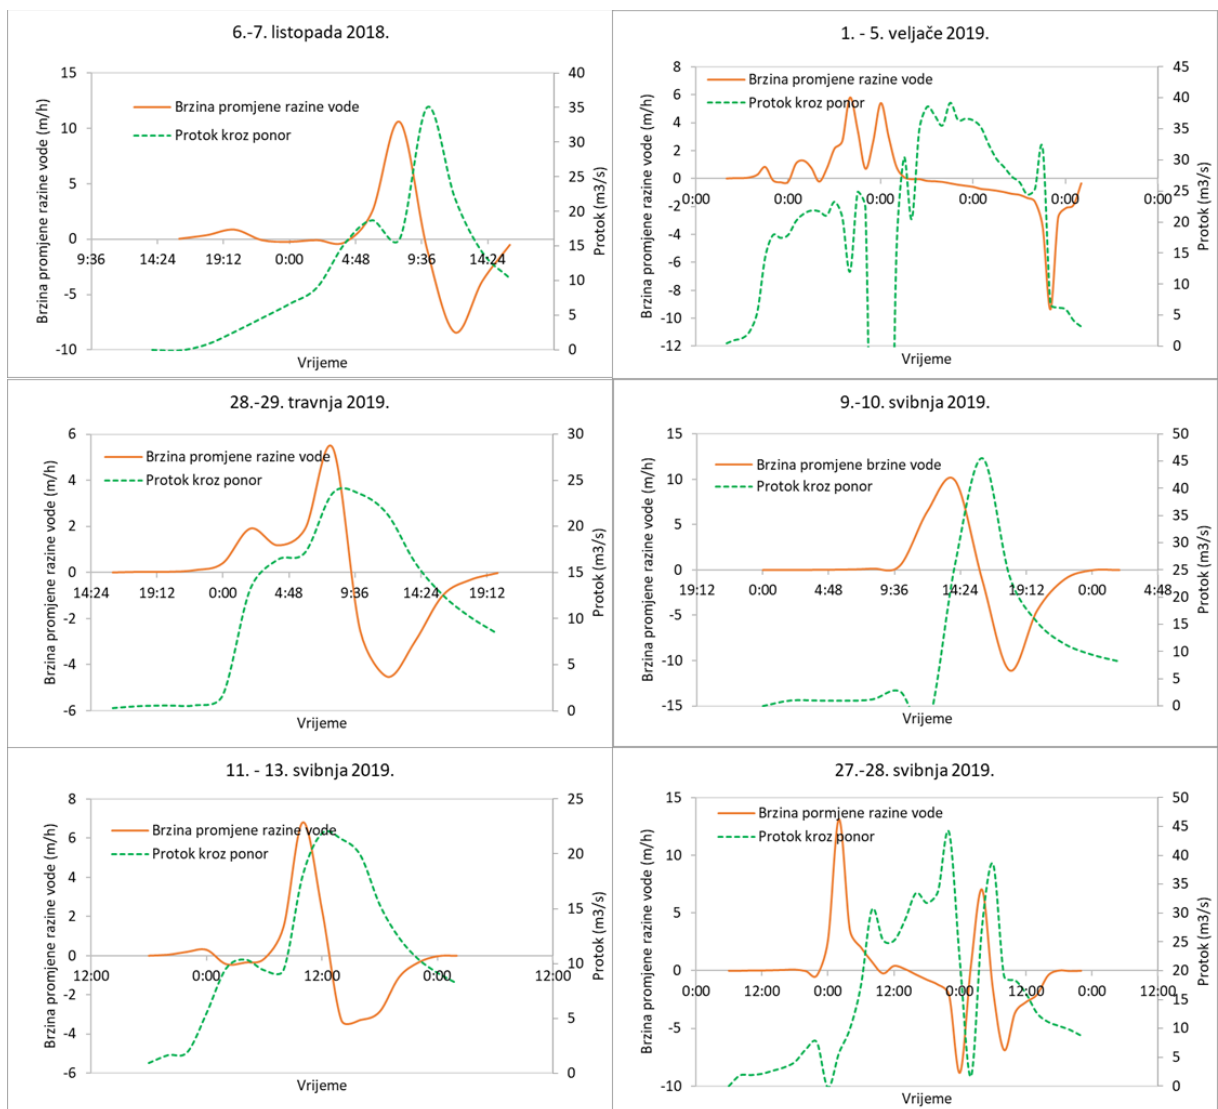 6.-7. listopada 2018.
Brzina promjene razine vode (m/h)
15
10
5
0
-5
-10
40
35
30
25
20
15
10
5
0
Protok (m3/s)
Brzina promjene razine vode
Protok kroz ponor
9:36 14:24 19:12 0:00 4:48 9:36 14:24
Vrijeme
1. - 5. veljače 2019.
Brzina promjene razine vode (m/h)
8
6
4
2
0
-2
-4
-6
-8
-10
-12
45
40
35
30
25
20
15
10
5
0
Protok (m3/s)
Brzina promjene razine vode
Protok kroz ponor
0:00 0:00 0:00 0:00 0:00 0:00
Vrijeme
28.-29. travnja 2019.
Brzina promjene razine vode (m/h)
6
4
2
0
-2
-4
-6
30
25
20
15
10
5
0
Protok (m3/s)
Brzina promjene razine vode
Protok kroz ponor
14:24 19:12 0:00 4:48 9:36 14:24 19:12
Vrijeme
9.-10. svibnja 2019.
Brzina promjene razine vode (m/h)
15
10
5
0
-5
-10
-15
50
45
40
35
30
25
20
15
10
5
0
Protok (m3/s)
Brzina promjene brzine vode
Protok kroz ponor
19:12 0:00 4:48 9:36 14:24 19:12 0:00 4:48
Vrijeme
11. - 13. svibnja 2019.
Brzina promjene razine vode (m/h)
8
6
4
2
0
-2
-4
-6
25
20
15
10
5
0
Protok (m3/s)
Brzina promjene razine vode
Protok kroz ponor
12:00 0:00 12:00 0:00 12:00
Vrijeme
27.-28. svibnja 2019.
Brzina promjene razine vode (m/h)
15
10
5
0
-5
-10
50
45
40
35
30
25
20
15
10
5
0
Protok (m3/s)
Brzina pormjene razine vode
Protok kroz ponor
0:00 12:00 0:00 12:00 0:00 12:00 0:00 12:00
Vrijeme